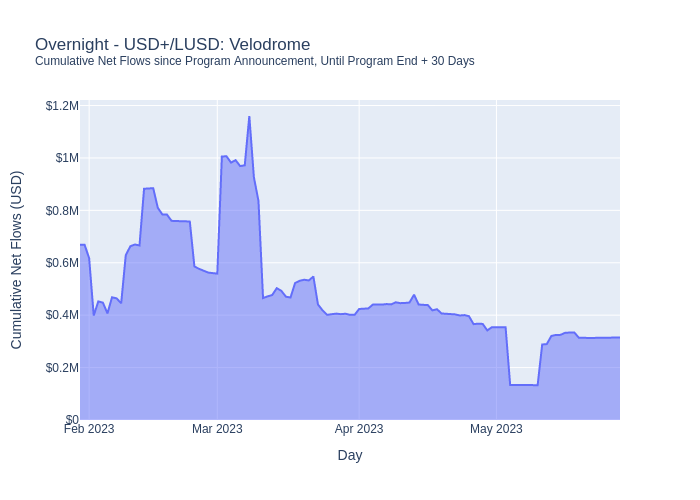 Overnight - USD+/LUSD: Velodrome
Cumulative Net Flows since Program Announcement, Until Program End + 30 Days
$1.2M
$1M
$0.8M
$0.6M
$0.4M
$0.2M
$0
Cumulative Net Flows (USD)
Feb 2023 Mar 2023 Apr 2023 May 2023
Day